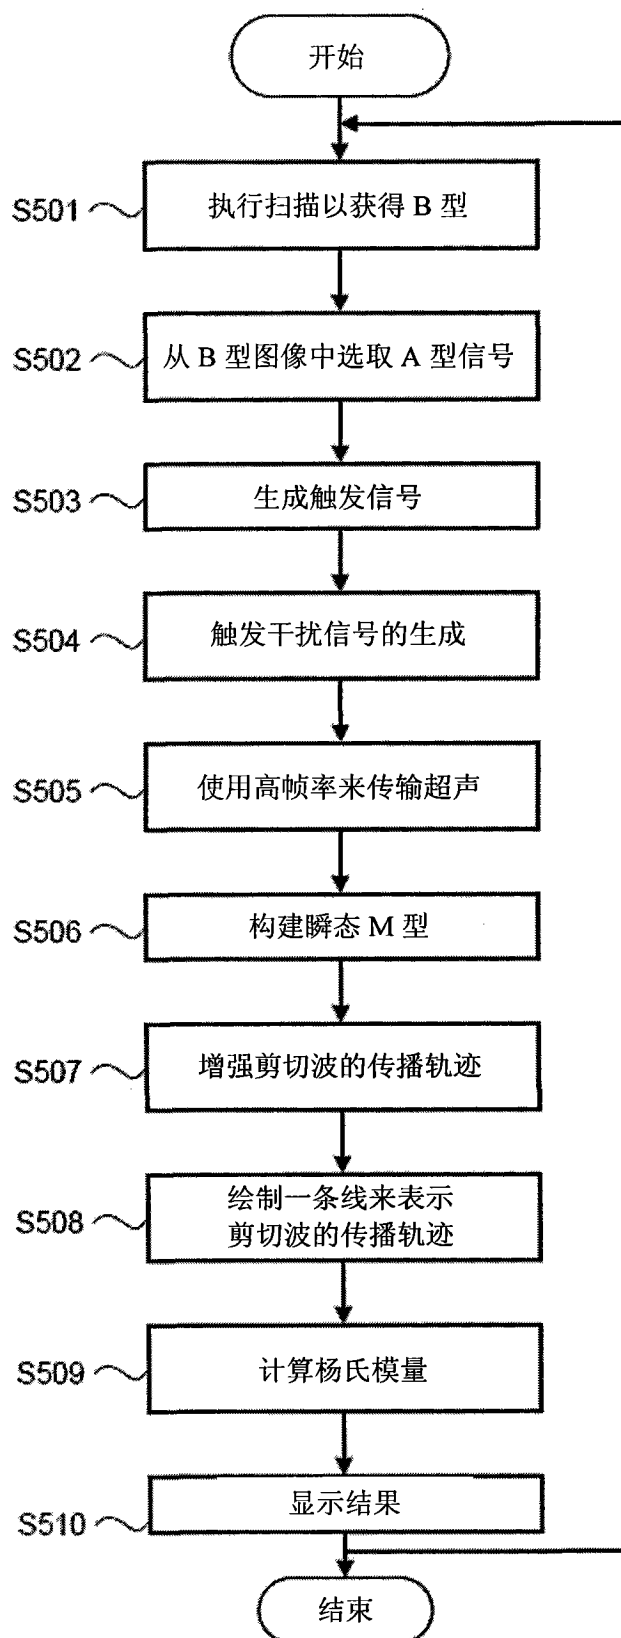 开始
S501
执行扫描以获得 B 型
S502
从 B 型图像中选取 A 型信号
S503
生成触发信号
S504
触发干扰信号的生成
S505
使用高帧率来传输超声
S506
构建瞬态 M 型
S507
增强剪切波的传播轨迹
S508
绘制一条线来表示
剪切波的传播轨迹
S509
计算杨氏模量
S510
显示结果
结束